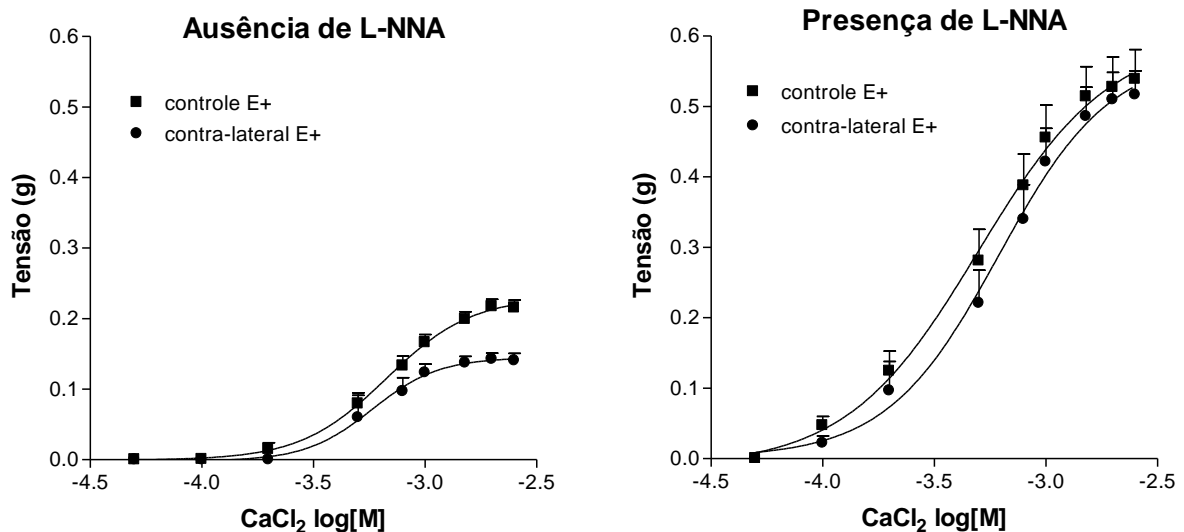 Ausência de L-NNA
0.6
0.5
0.4
0.3
0.2
0.1
0.0
Tensão (g)
controle E+
contra-lateral E+
-4.5 -4.0 -3.5 -3.0 -2.5
CaCl₂ log[M]
Presença de L-NNA
0.6
0.5
0.4
0.3
0.2
0.1
0.0
Tensão (g)
controle E+
contra-lateral E+
-4.5 -4.0 -3.5 -3.0 -2.5
CaCl₂ log[M]